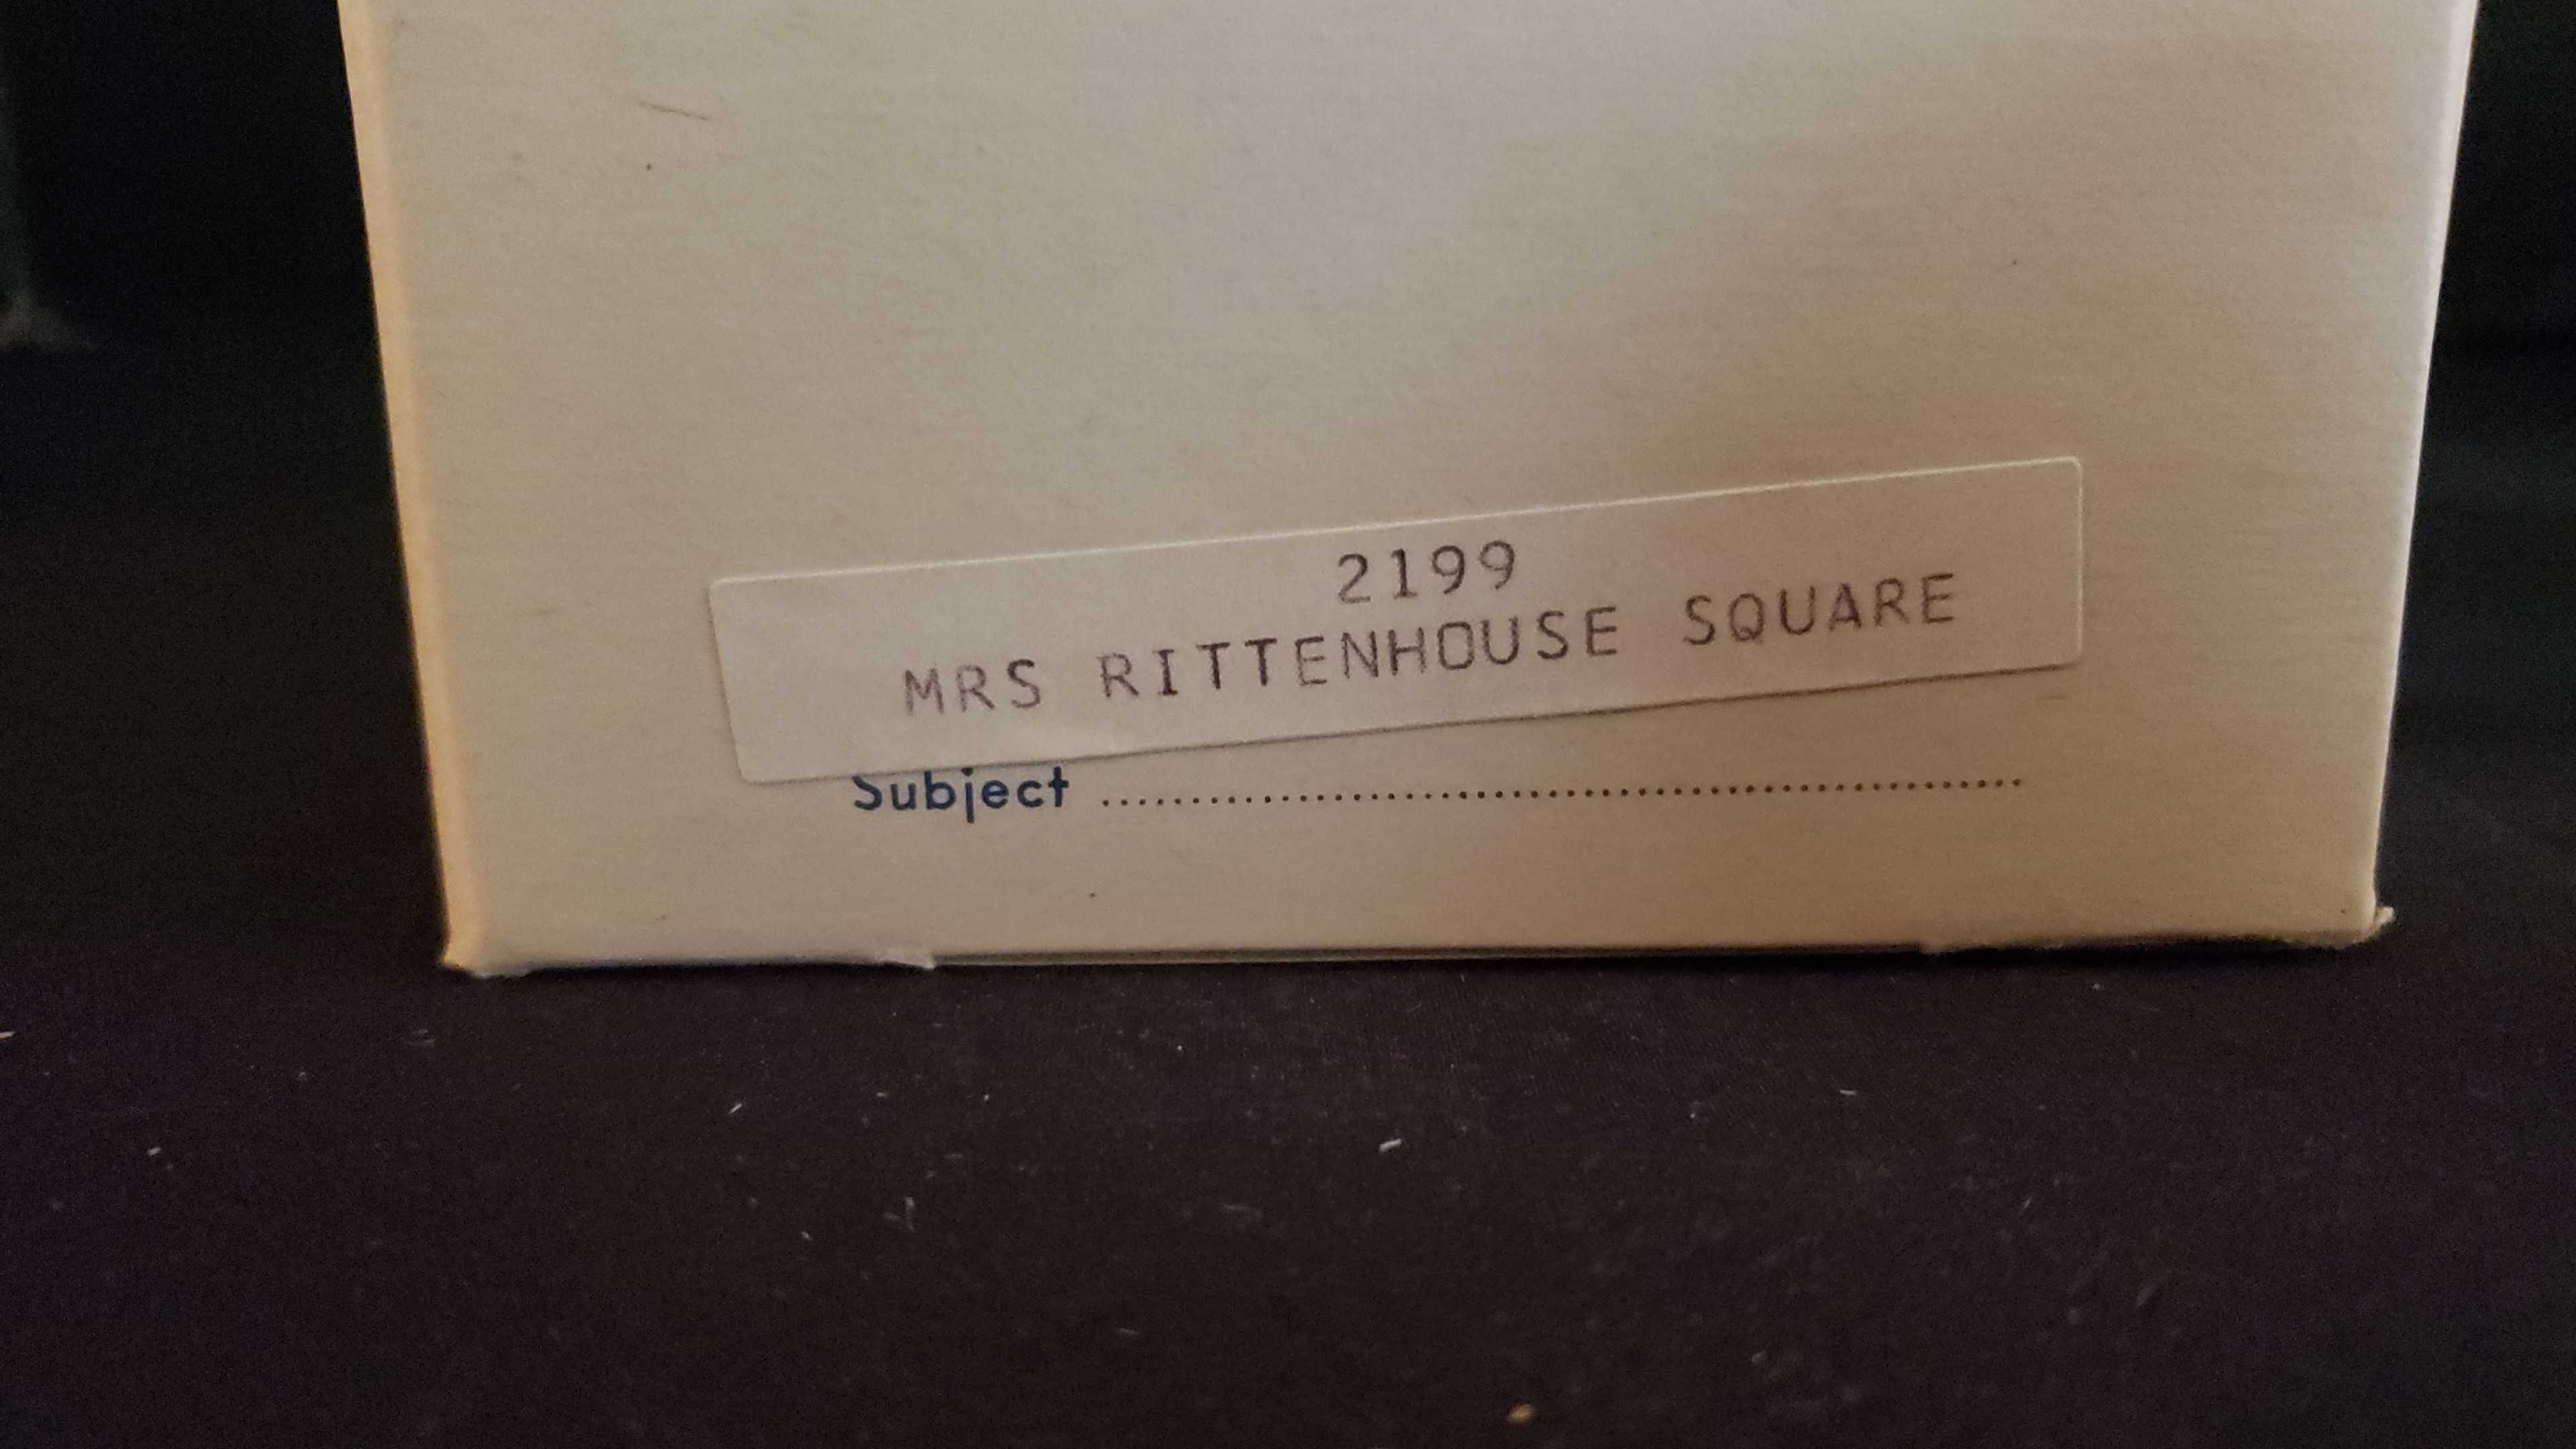 2199
MRS RITTENHOUSE SQUARE
Subject ................................................